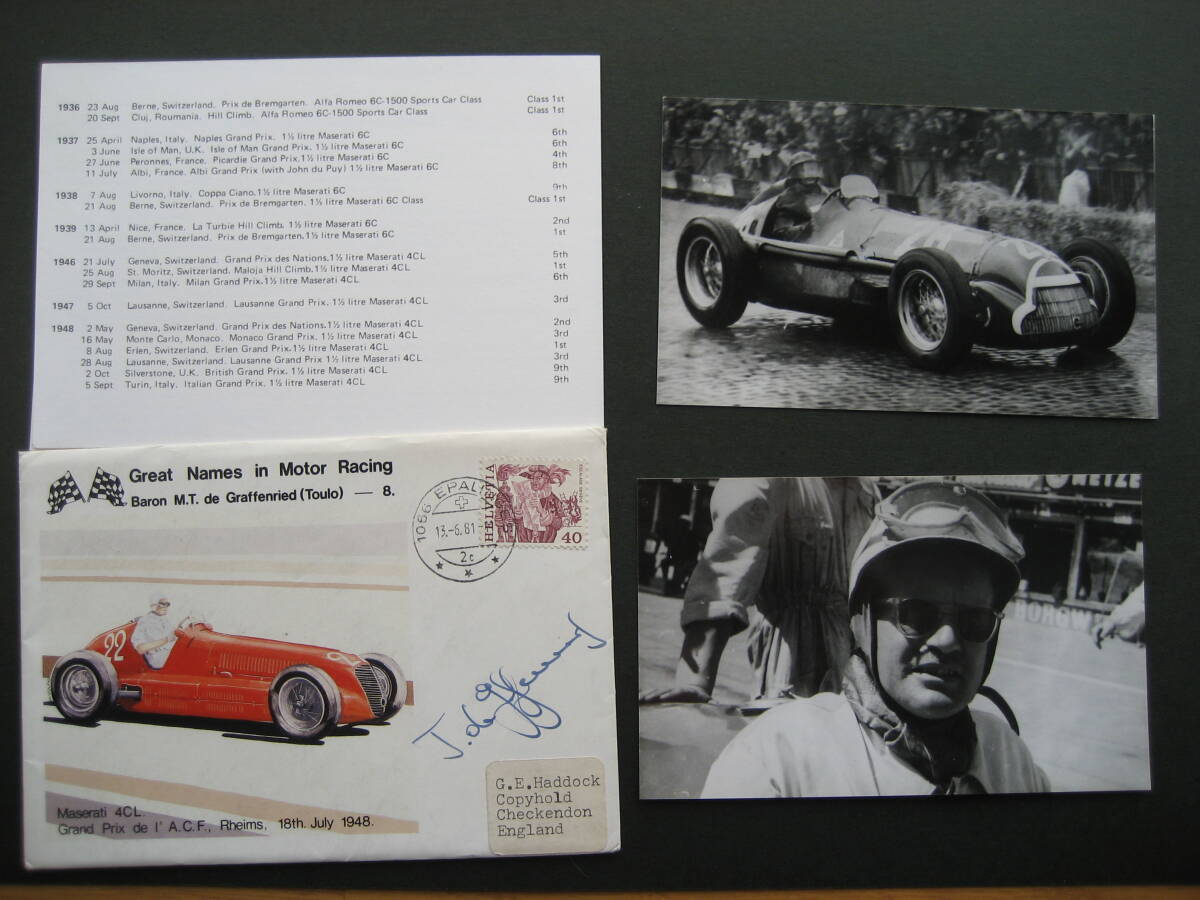 1936 23 Aug Berne, Switzerland. Prix de Bremgarten. Alfa Romeo 6C-1500 Sports Car Class Class 1st
20 Sept Cluj, Roumania. Hill Climb. Alfa Romeo 6C-1500 Sports Car Class Class 1st
1937 25 April Naples, Italy. Naples Grand Prix. 1½ litre Maserati 6C 6th
3 June Isle of Man, U.K. Isle of Man Grand Prix. 1½ litre Maserati 6C 6th
27 June Peronnes, France. Picardie Grand Prix.1½ litre Maserati 6C 4th
11 July Albi, France. Albi Grand Prix (with John du Puy) 1½ litre Maserati 6C 8th
1938 7 Aug Livorno, Italy. Coppa Ciano.1½ litre Maserati 6C 9th
21 Aug Berne, Switzerland. Prix de Bremgarten. 1½ litre Maserati 6C Class Class 1st
1939 13 April Nice, France. La Turbie Hill Climb. 1½ litre Maserati 6C 2nd
21 Aug Berne, Switzerland. Prix de Bremgarten.1½ litre Maserati 6C 1st
1946 21 July Geneva, Switzerland. Grand Prix des Nations.1½ litre Maserati 4CL 5th
25 Aug St. Moritz, Switzerland. Maloja Hill Climb.1½ litre Maserati 4CL 1st
29 Sept Milan, Italy. Milan Grand Prix.1½ litre Maserati 4CL 6th
1947 5 Oct Lausanne, Switzerland. Lausanne Grand Prix. 1½ litre Maserati 4CL 3rd
1948 2 May Geneva, Switzerland. Grand Prix des Nations.1½ litre Maserati 4CL 2nd
16 May Monte Carlo, Monaco. Monaco Grand Prix.1½ litre Maserati 4CL 3rd
8 Aug Erlen, Switzerland. Erlen Grand Prix.1½ litre Maserati 4CL 1st
28 Aug Lausanne, Switzerland. Lausanne Grand Prix 1½ litre Maserati 4CL 3rd
2 Oct Silverstone, U.K. British Grand Prix. 1½ litre Maserati 4CL 9th
5 Sept Turin, Italy. Italian Grand Prix. 1½ litre Maserati 4CL 9th
Great Names in Motor Racing
Baron M.T. de Graffenried (Toulo) — 8.
1066 EPAL
13.-6.81
2c
HELVETIA
40
22
22
T. de Graffenried
Maserati 4CL.
Grand Prix de l' A.C.F., Rheims, 18th. July 1948.
G.E.Haddock
Copyhold
Checkendon
England
BORGW